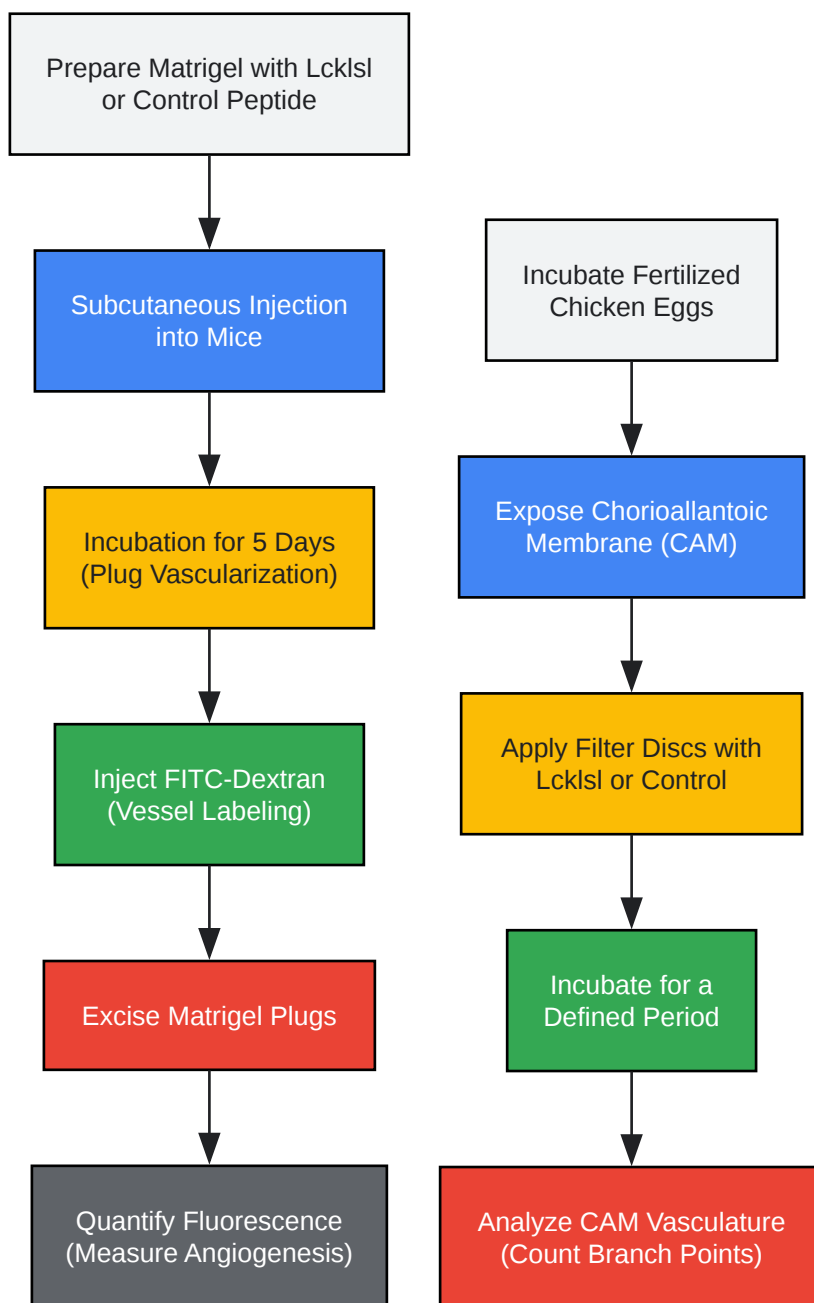 Prepare Matrigel with Lcklsl
or Control Peptide
Subcutaneous Injection
into Mice
Incubation for 5 Days
(Plug Vascularization)
Inject FITC-Dextran
(Vessel Labeling)
Excise Matrigel Plugs
Quantify Fluorescence
(Measure Angiogenesis)
Incubate Fertilized
Chicken Eggs
Expose Chorioallantoic
Membrane (CAM)
Apply Filter Discs with
Lcklsl or Control
Incubate for a
Defined Period
Analyze CAM Vasculature
(Count Branch Points)